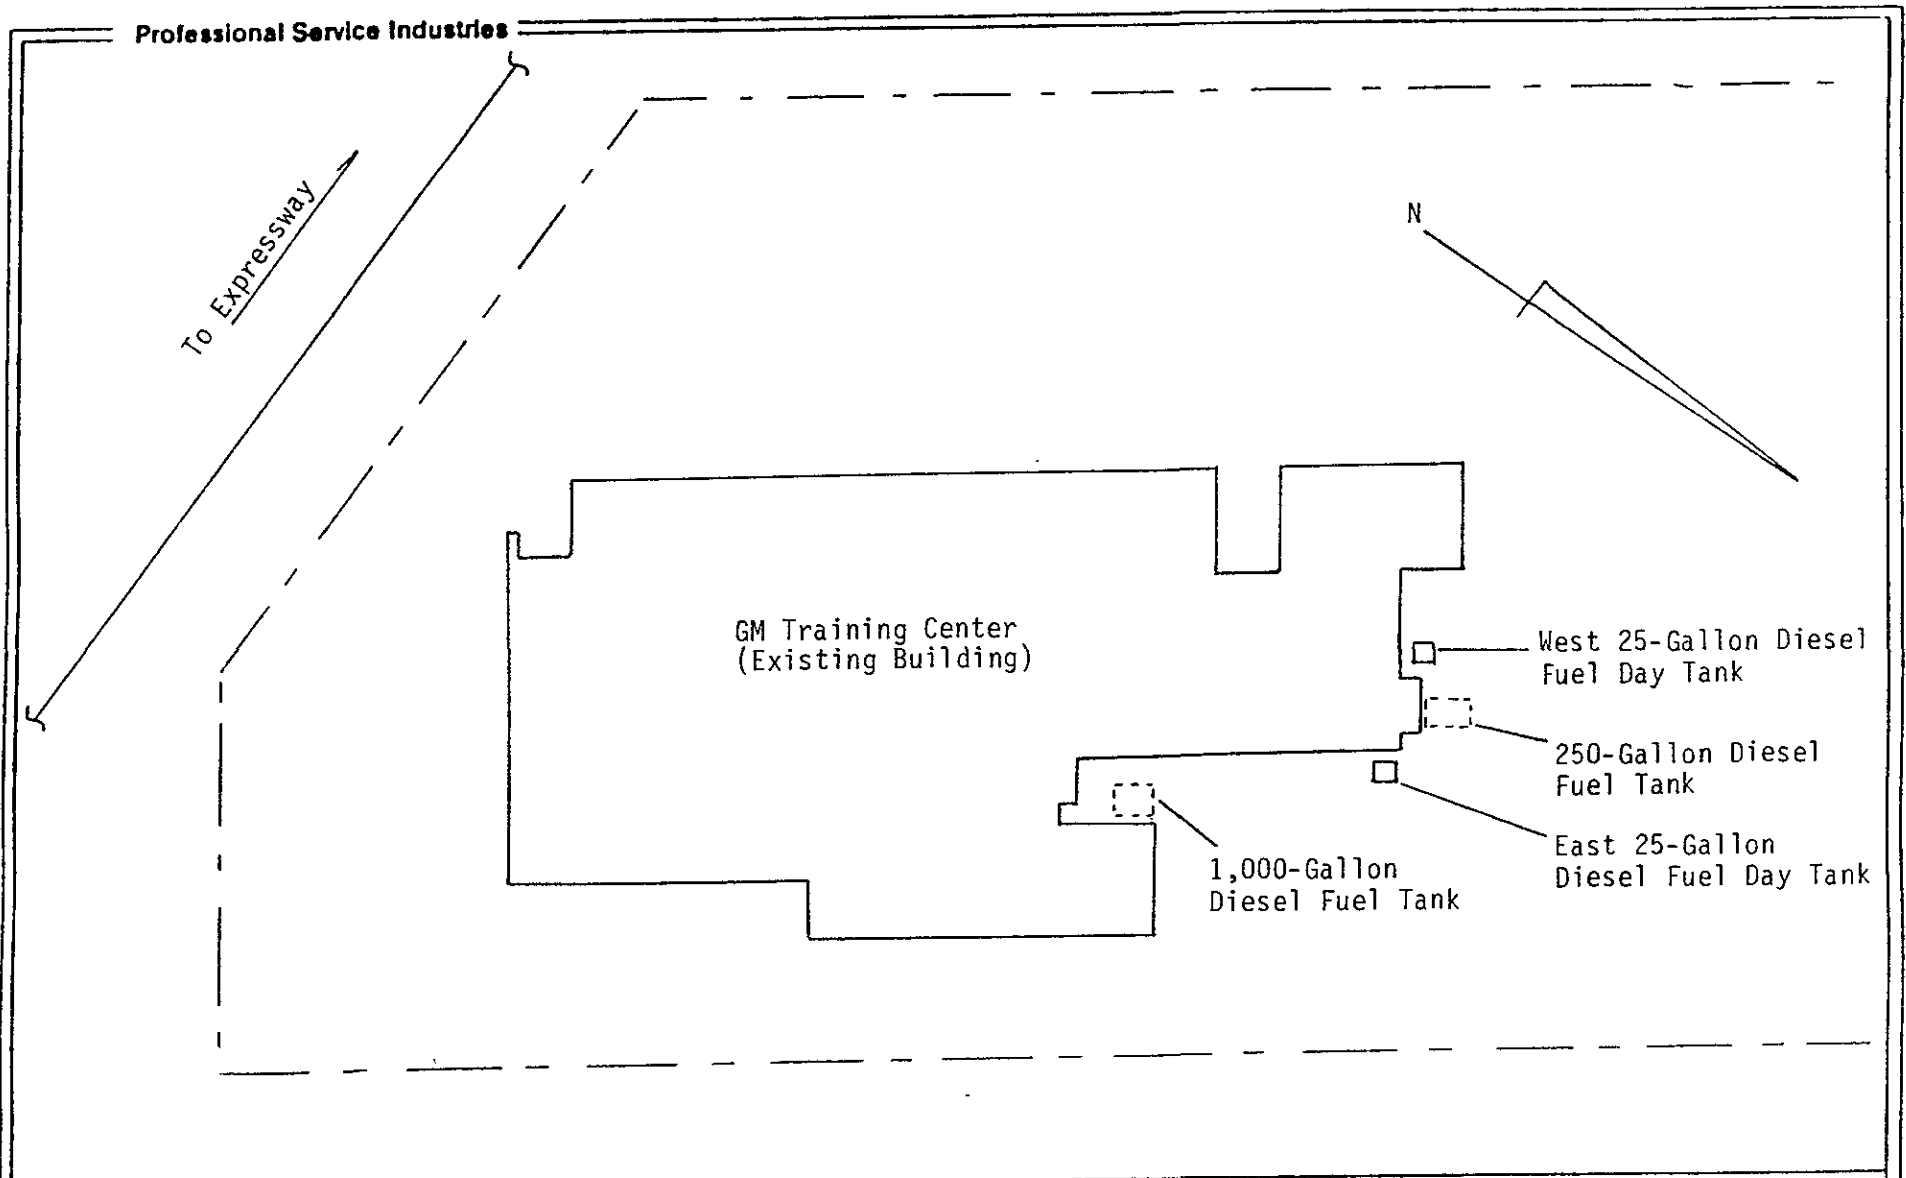 Professional Service Industries
To Expressway
N
GM Training Center
(Existing Building)
West 25-Gallon Diesel
Fuel Day Tank
250-Gallon Diesel
Fuel Tank
East 25-Gallon
Diesel Fuel Day Tank
1,000-Gallon
Diesel Fuel Tank